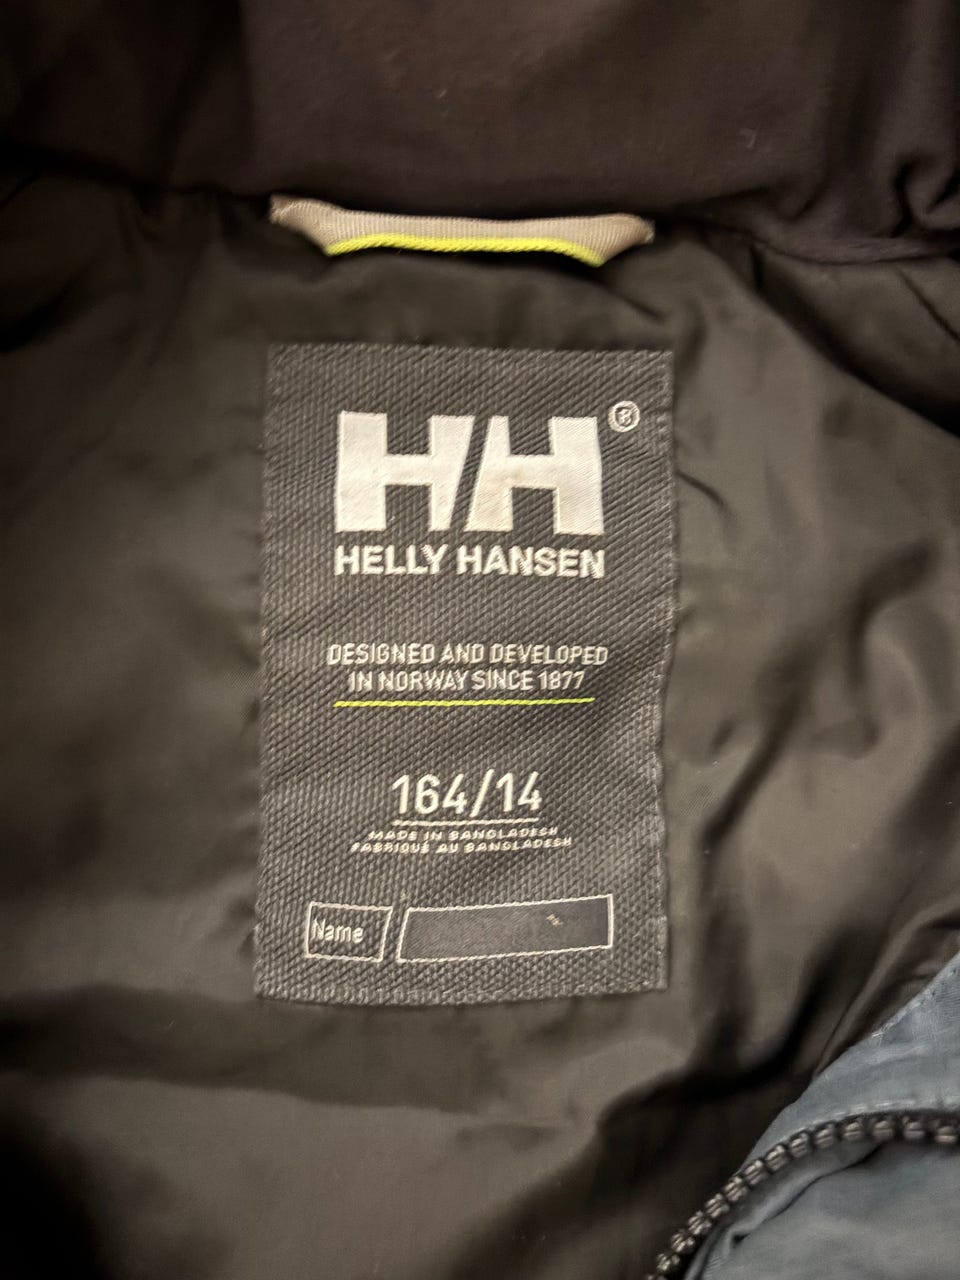 HH®
HELLY HANSEN
DESIGNED AND DEVELOPED
IN NORWAY SINCE 1877
164/14
MADE IN BANGLADESH
FABRIQUÉ AU BANGLADESH
Name